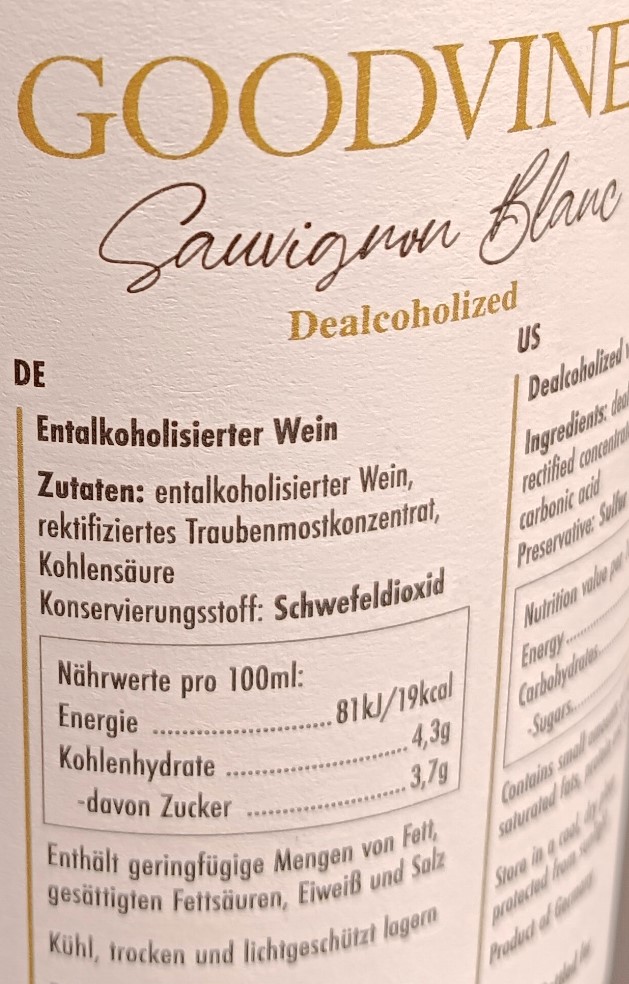 GOODVINE
Sauvignon Blanc
Dealcoholized
DE
Entalkoholisierter Wein
Zutaten: entalkoholisierter Wein,
rektifiziertes Traubenmostkonzentrat,
Kohlensäure
Konservierungsstoff: Schwefeldioxid
Nährwerte pro 100ml:
Energie ........................ 81kJ/19kcal
Kohlenhydrate ........................ 4,3g
-davon Zucker ..................... 3,7g
Enthält geringfügige Mengen von Fett,
gesättigten Fettsäuren, Eiweiß und Salz
Kühl, trocken und lichtgeschützt lagern
US
Dealcoholized
Ingredients:
rectified
carbonic acid
Preservative: Sulfur
Nutrition value per
Energy........
Carbohydrates......
-Sugars......
Contains small amounts
saturated fats,
Store in a cool, dry
protected from
Product of Germany